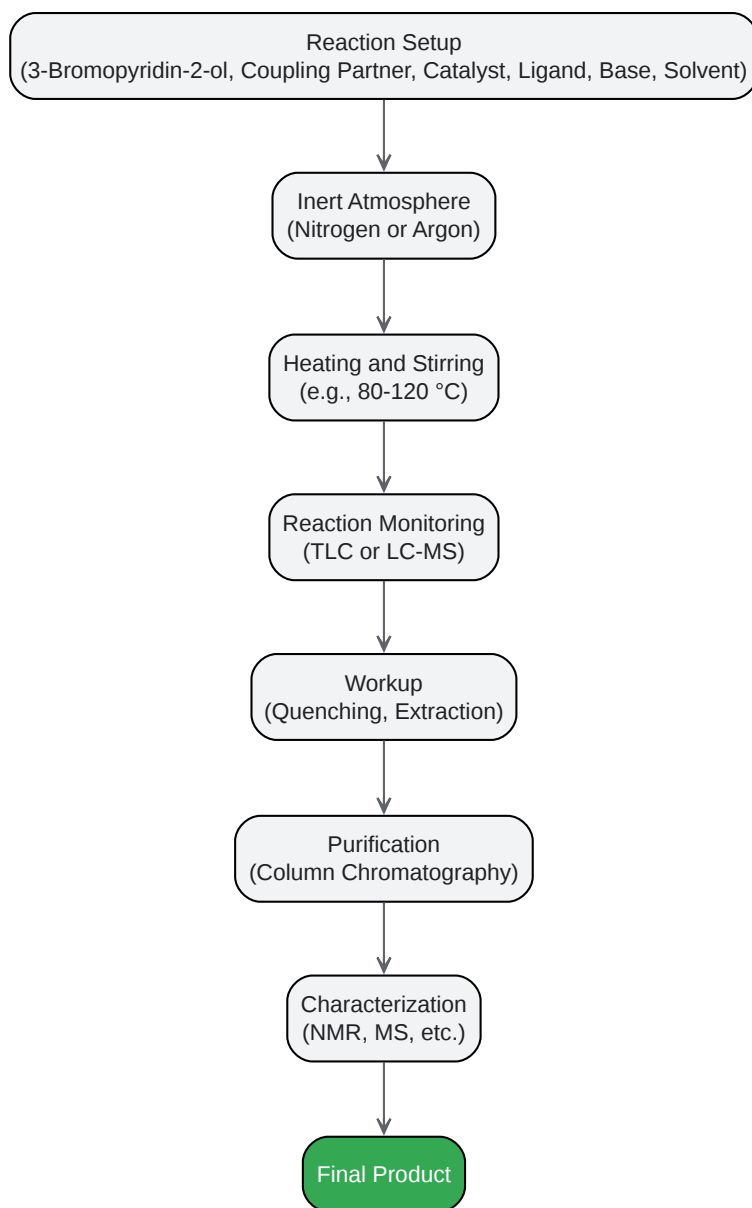 Reaction Setup
(3-Bromopyridin-2-ol, Coupling Partner, Catalyst, Ligand, Base, Solvent)
Inert Atmosphere
(Nitrogen or Argon)
Heating and Stirring
(e.g., 80-120 °C)
Reaction Monitoring
(TLC or LC-MS)
Workup
(Quenching, Extraction)
Purification
(Column Chromatography)
Characterization
(NMR, MS, etc.)
Final Product